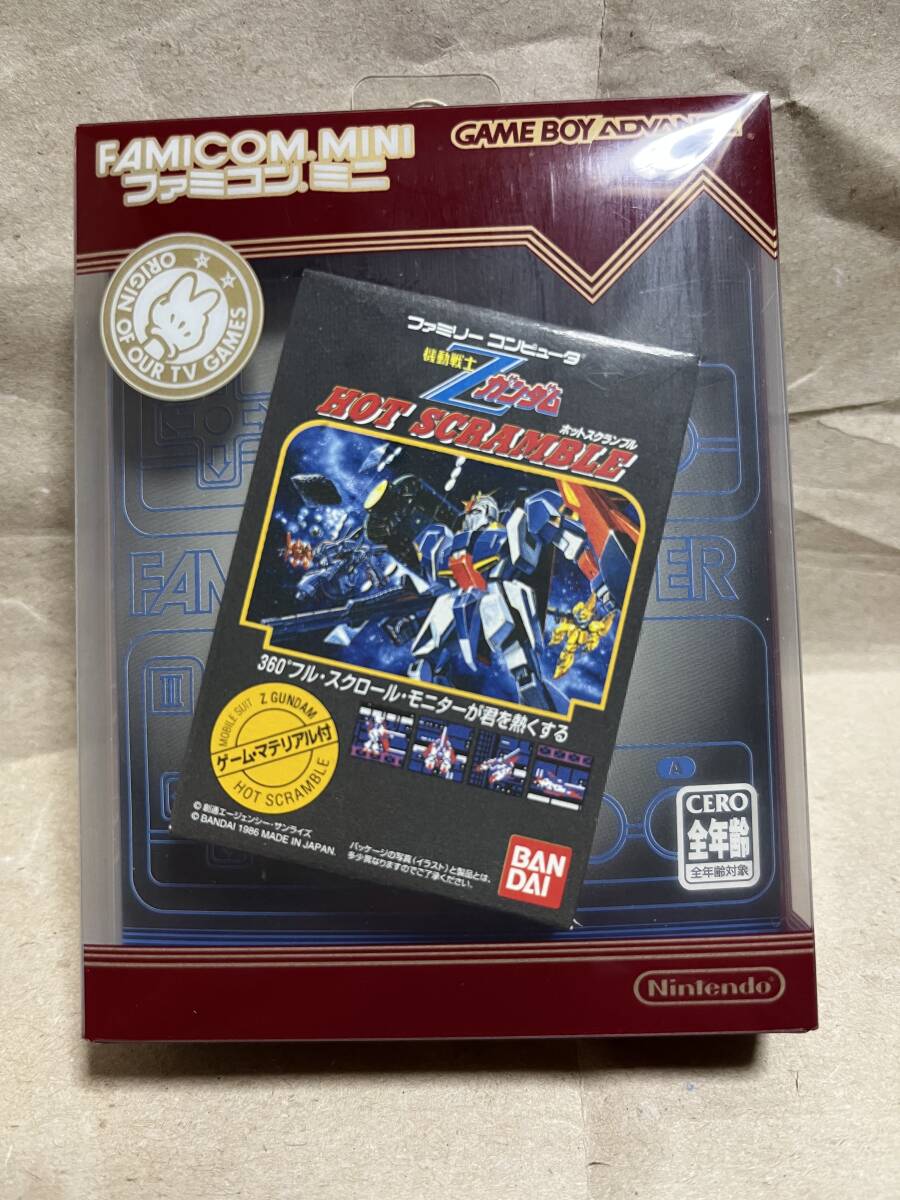 FAMICOM MINI
ファミコン ミニ
GAME BOY ADVANCE
ORIGIN OF OUR TV GAMES
ファミリー コンピュータ
機動戦士
Z
ガンダム
ホットスクランブル
HOT SCRAMBLE
360°フル・スクロール・モニターが君を熱くする
MOBILE SUIT Z GUNDAM
ゲーム・マテリアル付
HOT SCRAMBLE
© 創通エージェンシー・サンライズ
© BANDAI 1986 MADE IN JAPAN.
パッケージの写真(イラスト)と製品とは、
多少異なりますのでご了承ください。
BAN
DAI
FAM
ER
II
A
CERO
全年齢
全年齢対象
Nintendo